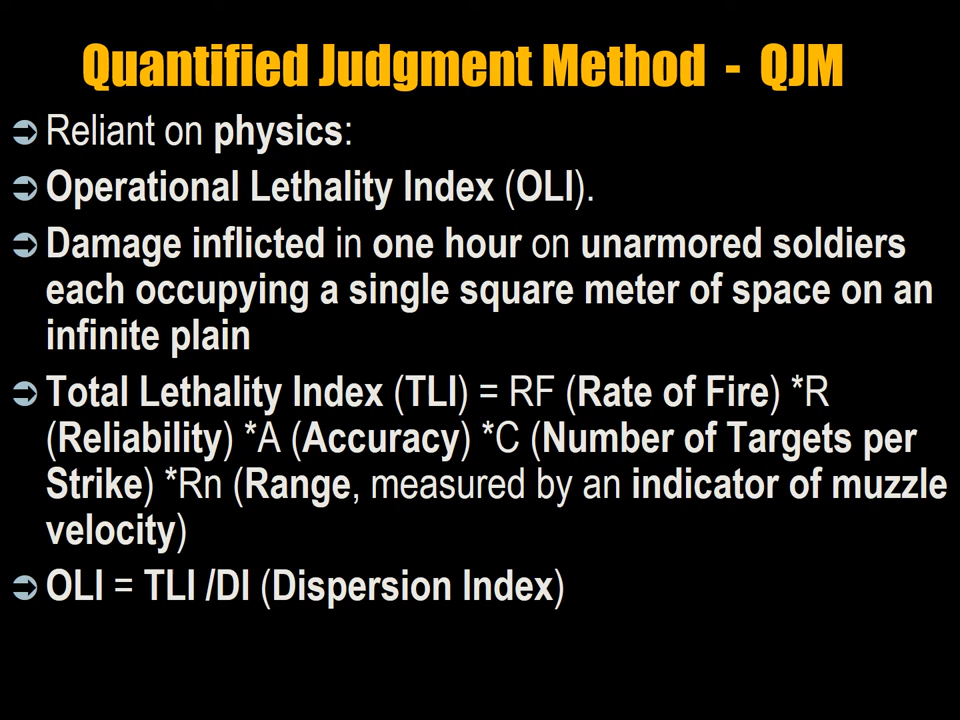 Quantified Judgment Method - QJM
Reliant on physics:
Operational Lethality Index (OLI).
Damage inflicted in one hour on unarmored soldiers
each occupying a single square meter of space on an
infinite plain
Total Lethality Index (TLI) = RF (Rate of Fire) *R
(Reliability) *A (Accuracy) *C (Number of Targets per
Strike) *Rn (Range, measured by an indicator of muzzle
velocity)
OLI = TLI /DI (Dispersion Index)